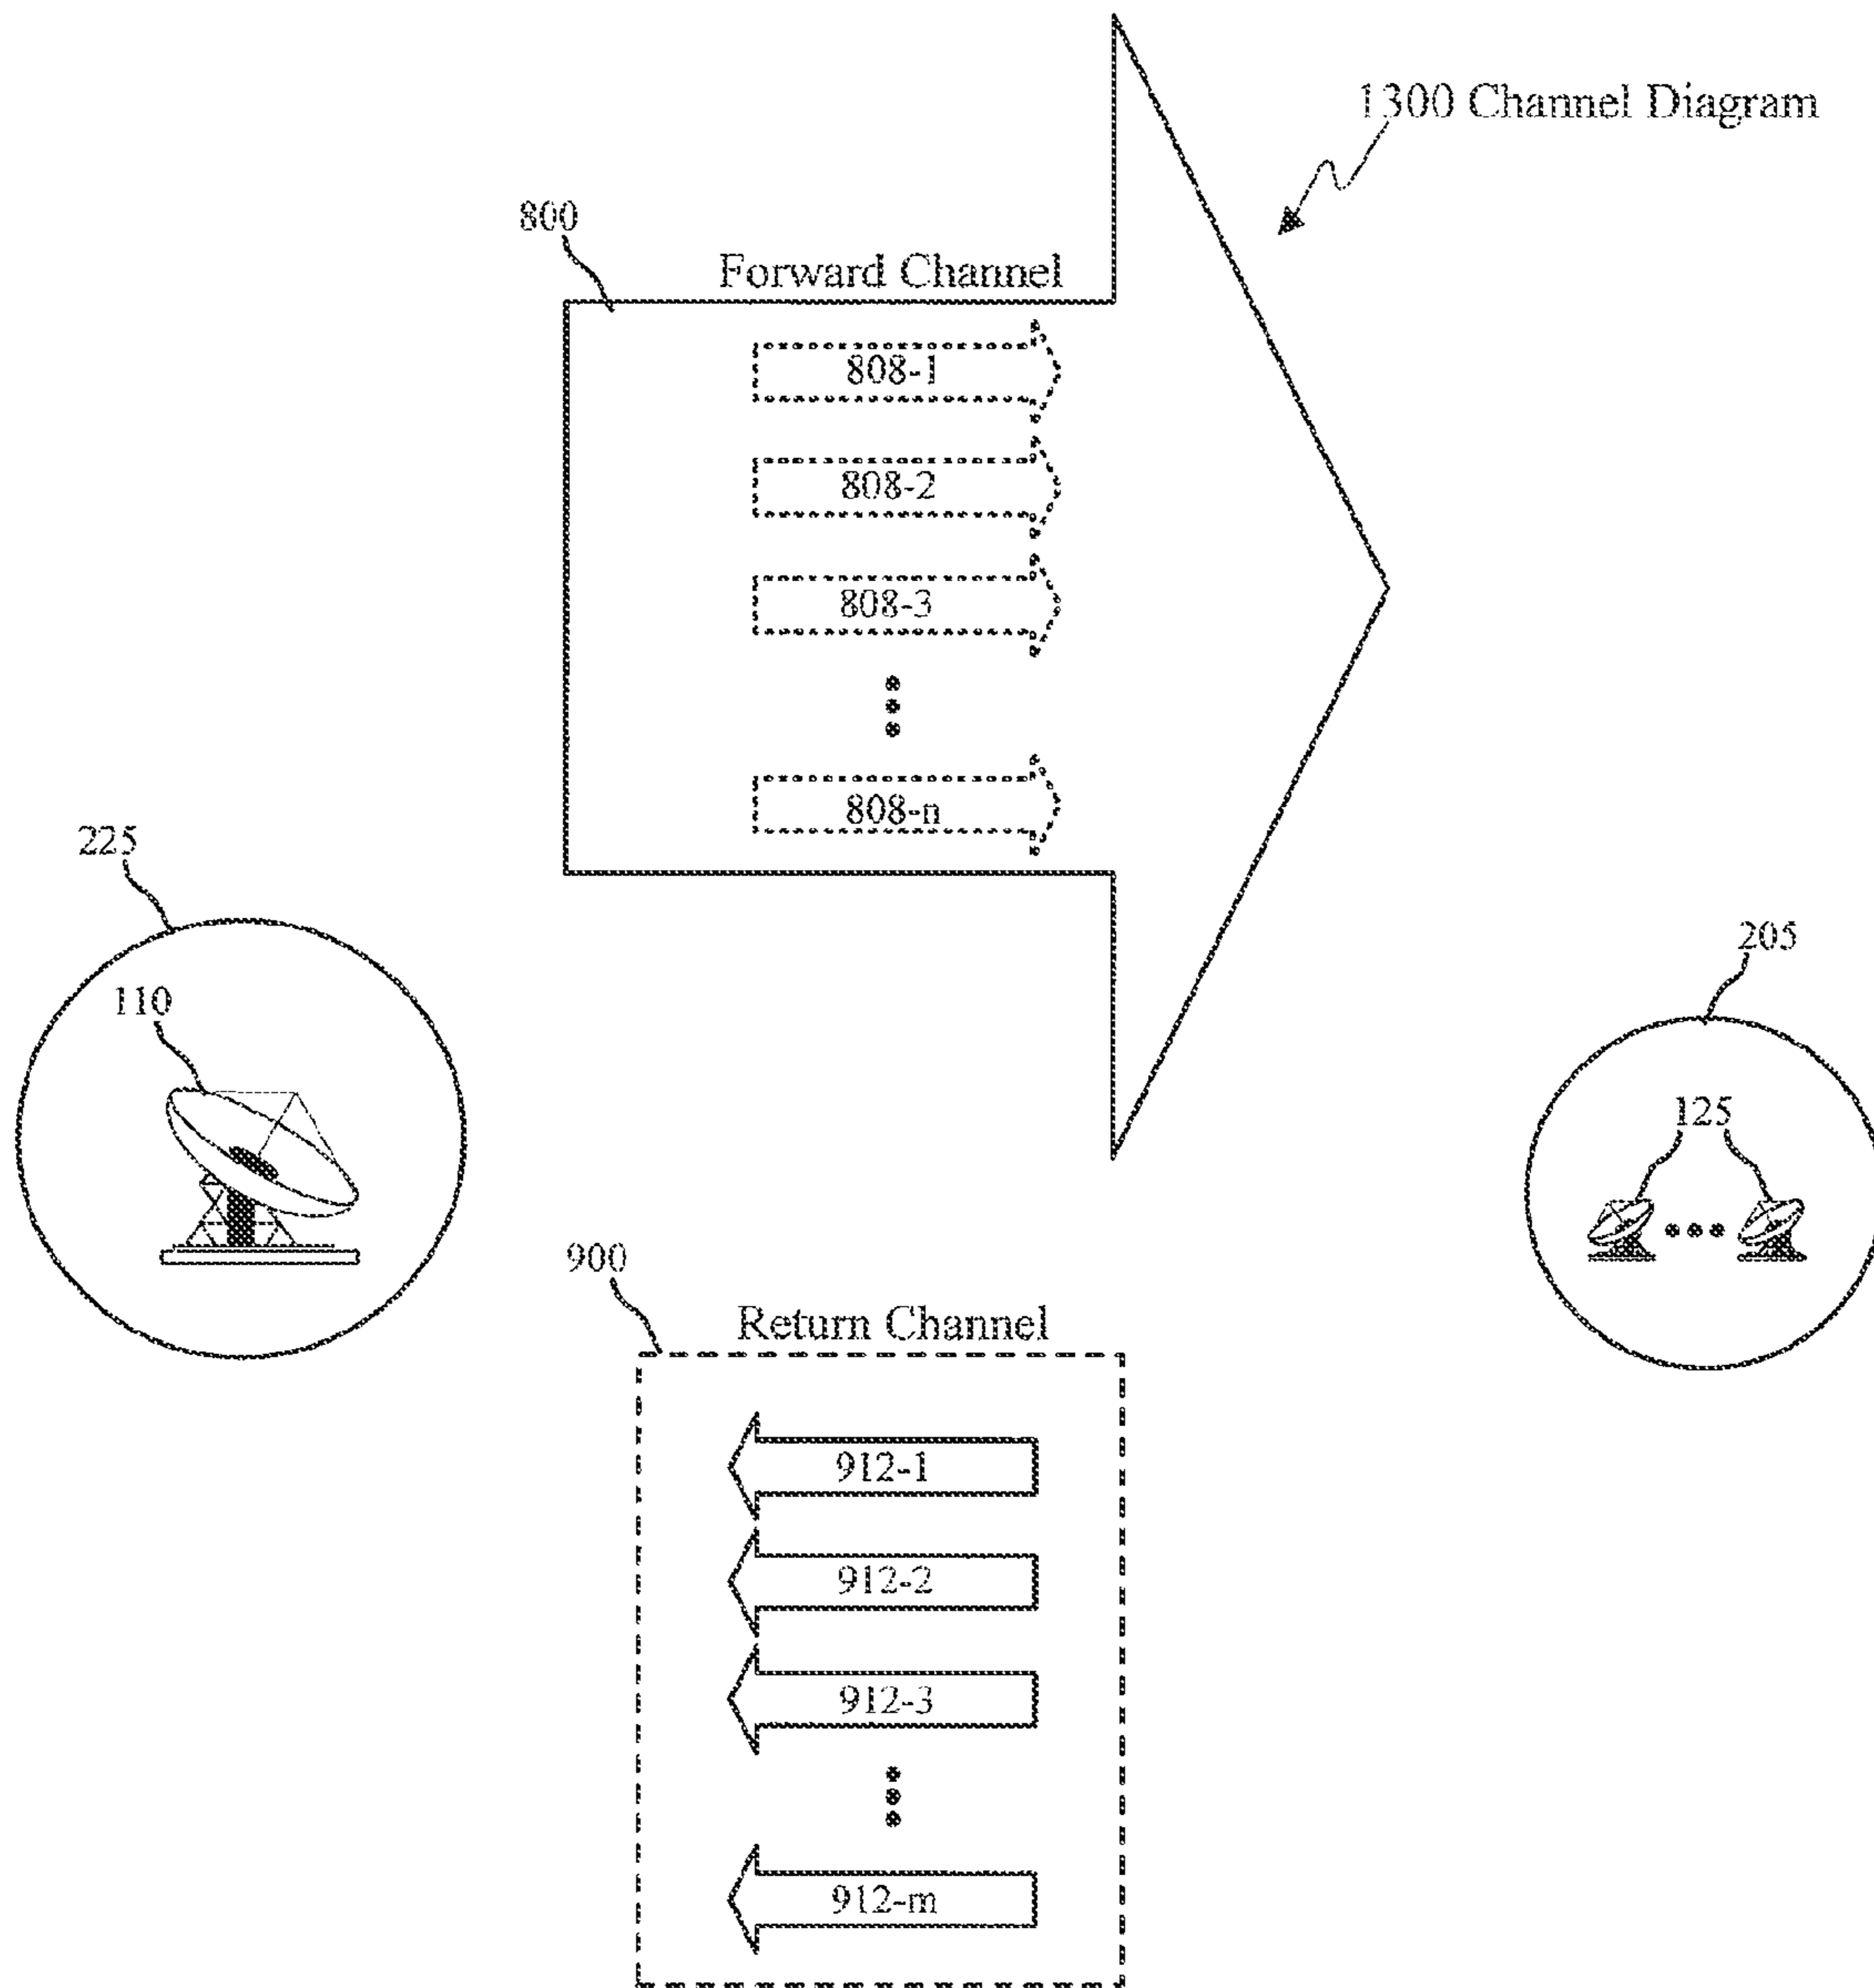 1300 Channel Diagram
800
Forward Channel
808-1
808-2
808-3
808-n
225
110
205
125
900
Return Channel
912-1
912-2
912-3
912-m